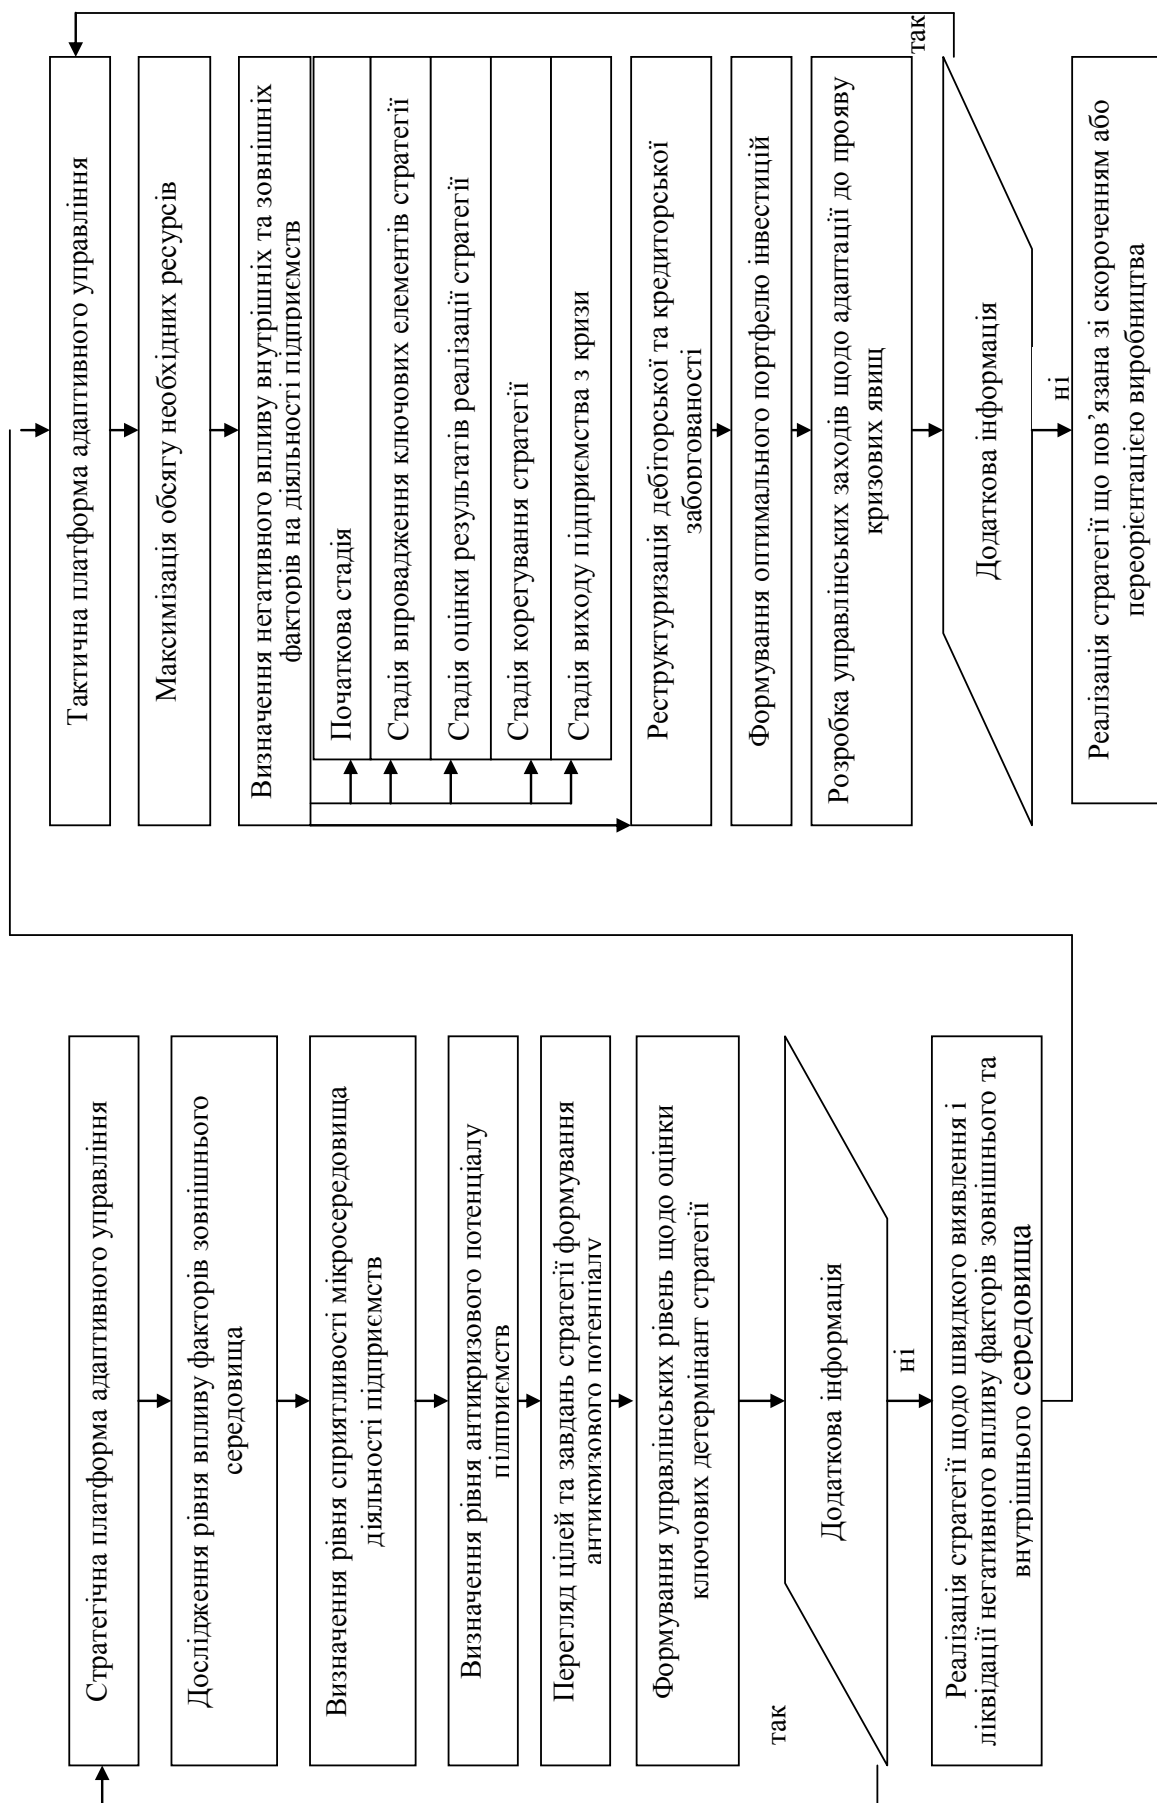 Стратегічна платформа адаптивного управління
Дослідження рівня впливу факторів зовнішнього
середовища
Визначення рівня сприятливості мікросередовища
діяльності підприємств
Визначення рівня антикризового потенціалу
підприємств
Перегляд цілей та завдань стратегії формування
антикризового потенціалу
Формування управлінських рівень щодо оцінки
ключових детермінант стратегії
так
Додаткова інформація
ні
Реалізація стратегії щодо швидкого виявлення і
ліквідації негативного впливу факторів зовнішнього та
внутрішнього середовища
Тактична платформа адаптивного управління
Максимізація обсягу необхідних ресурсів
Визначення негативного впливу внутрішніх та зовнішніх
факторів на діяльності підприємств
Початкова стадія
Стадія впровадження ключових елементів стратегії
Стадія оцінки результатів реалізації стратегії
Стадія корегування стратегії
Стадія виходу підприємства з кризи
Реструктуризація дебіторської та кредиторської
заборгованості
Формування оптимального портфелю інвестицій
Розробка управлінських заходів щодо адаптації до прояву
кризових явищ
так
Додаткова інформація
ні
Реалізація стратегії що пов’язана зі скороченням або
переорієнтацією виробництва